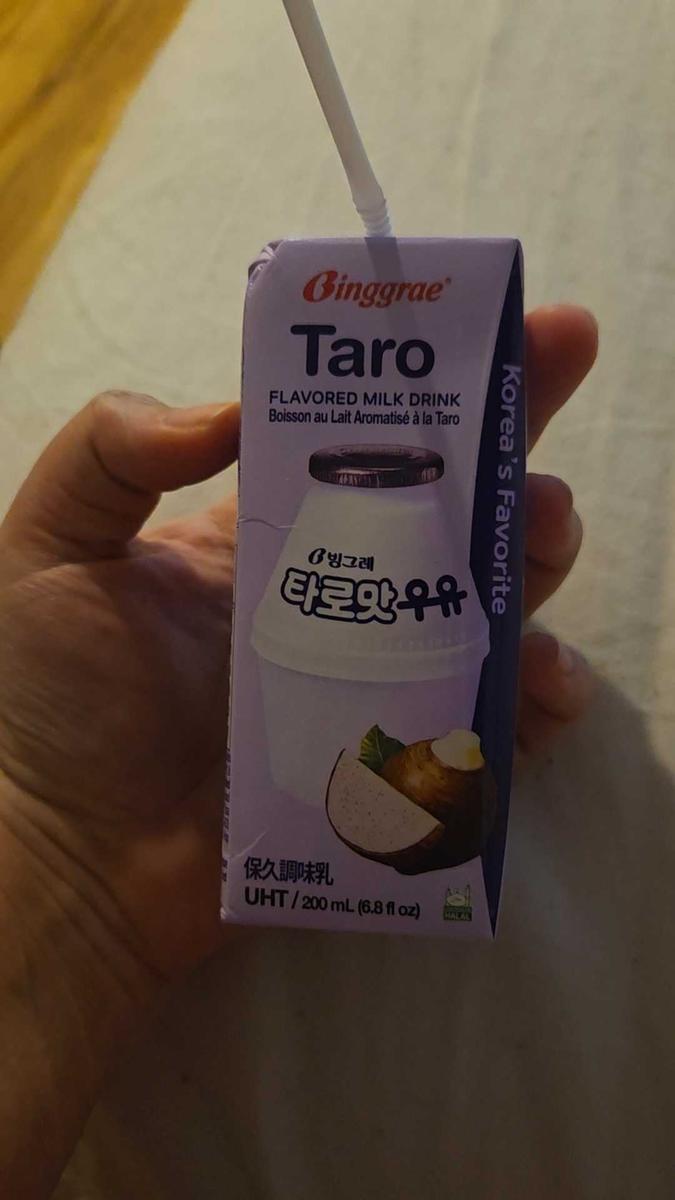 Binggrae®
Taro
FLAVORED MILK DRINK
Boisson au Lait Aromatisé à la Taro
Korea's Favorite
빙그레
타로맛우유
保久調味乳
UHT / 200 mL (6.8 fl oz)
HALAL